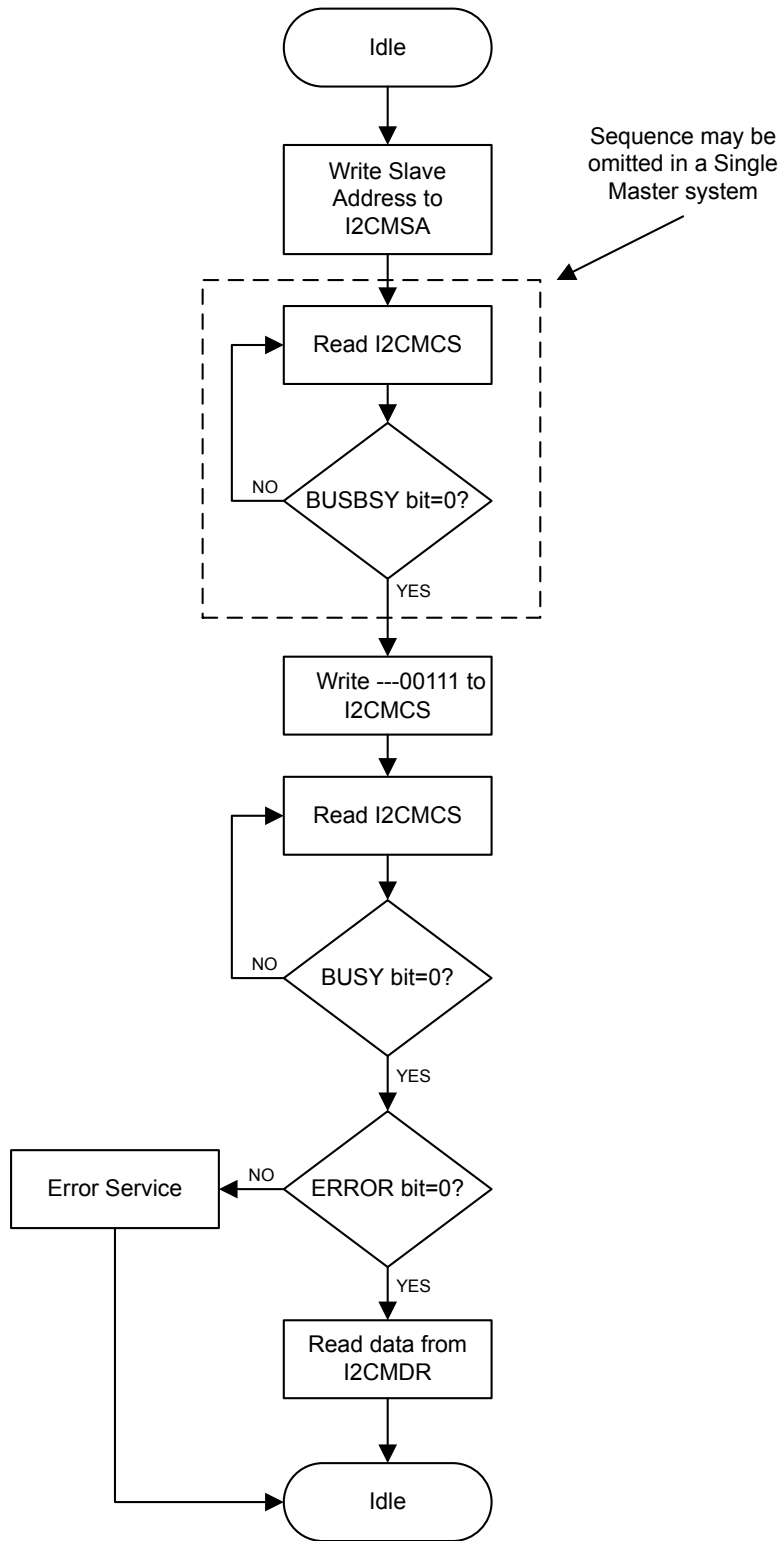 Idle
Sequence may be
omitted in a Single
Master system
Write Slave
Address to
I2CMSA
Read I2CMCS
NO
BUSBSY bit=0?
YES
Write ---00111 to
I2CMCS
Read I2CMCS
NO
BUSY bit=0?
YES
Error Service
NO
ERROR bit=0?
YES
Read data from
I2CMDR
Idle